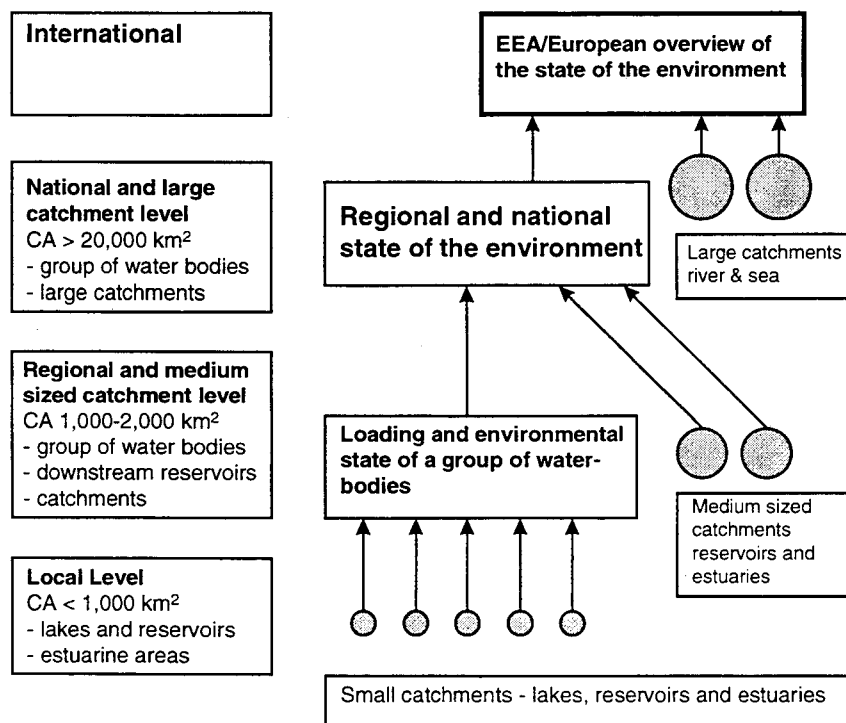 International
EEA/European overview of
the state of the environment
National and large
catchment level
CA > 20,000 km²
- group of water bodies
- large catchments
Regional and national
state of the environment
Large catchments
river & sea
Regional and medium
sized catchment level
CA 1,000-2,000 km²
- group of water bodies
- downstream reservoirs
- catchments
Loading and environmental
state of a group of water-
bodies
Medium sized
catchments
reservoirs and
estuaries
Local Level
CA < 1,000 km²
- lakes and reservoirs
- estuarine areas
Small catchments - lakes, reservoirs and estuaries